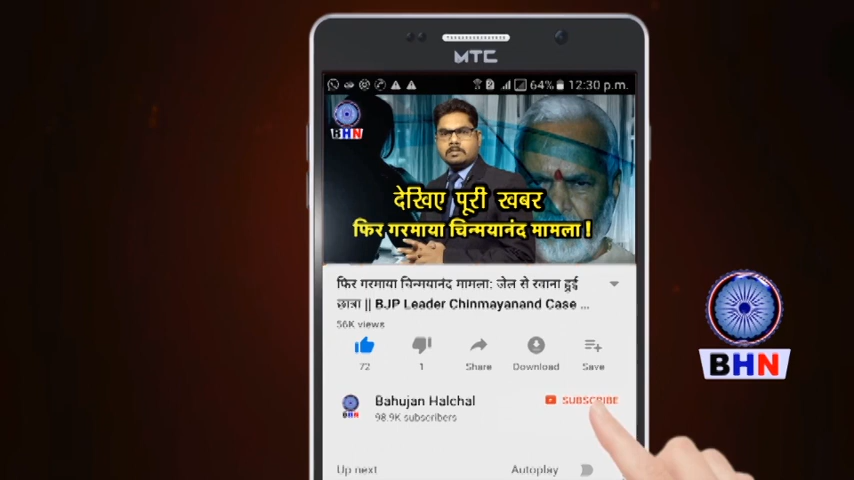 MTC
64% 12:30 p.m.
BHN
देखिए पूरी खबर
फिर गरमाया चिन्मयानंद मामला !
फिर गरमाया चिन्मयानंद मामला: जेल से रवाना हुई
छात्रा || BJP Leader Chinmayanand Case ...
56K views
72
1
Share
Download
Save
BHN
Bahujan Halchal
SUBSCRIBE
98.9K subscribers
BHN
Up next
Autoplay